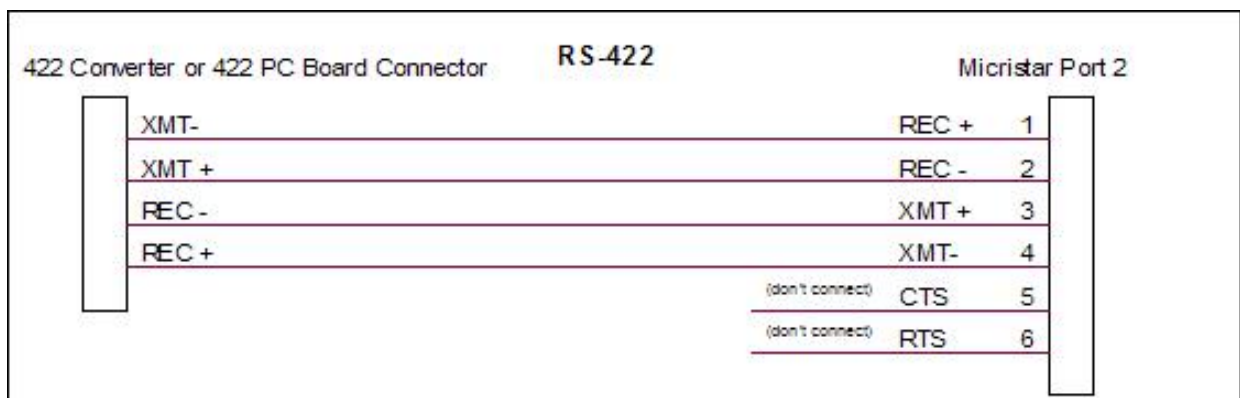 RS-422
422 Converter or 422 PC Board Connector Micristar Port 2
XMT- REC + 1
XMT + REC - 2
REC - XMT + 3
REC + XMT- 4
(don't connect) CTS 5
(don't connect) RTS 6